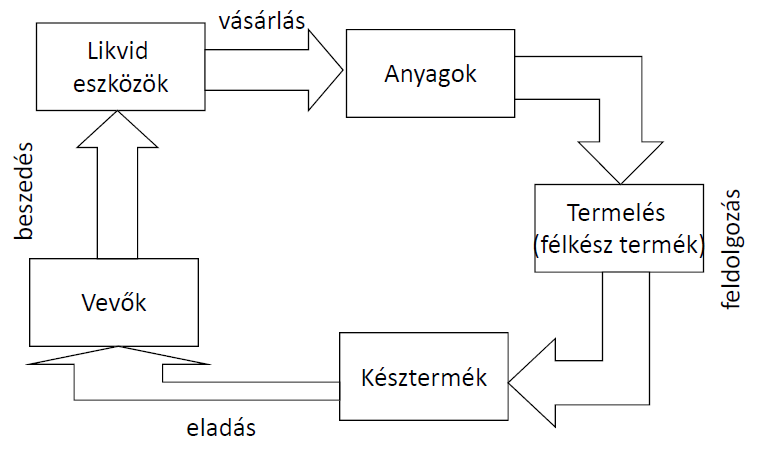 vásárlás
Likvid
eszközök
Anyagok
beszedés
Termelés
(félkész termék)
feldolgozás
Vevők
Késztermék
eladás